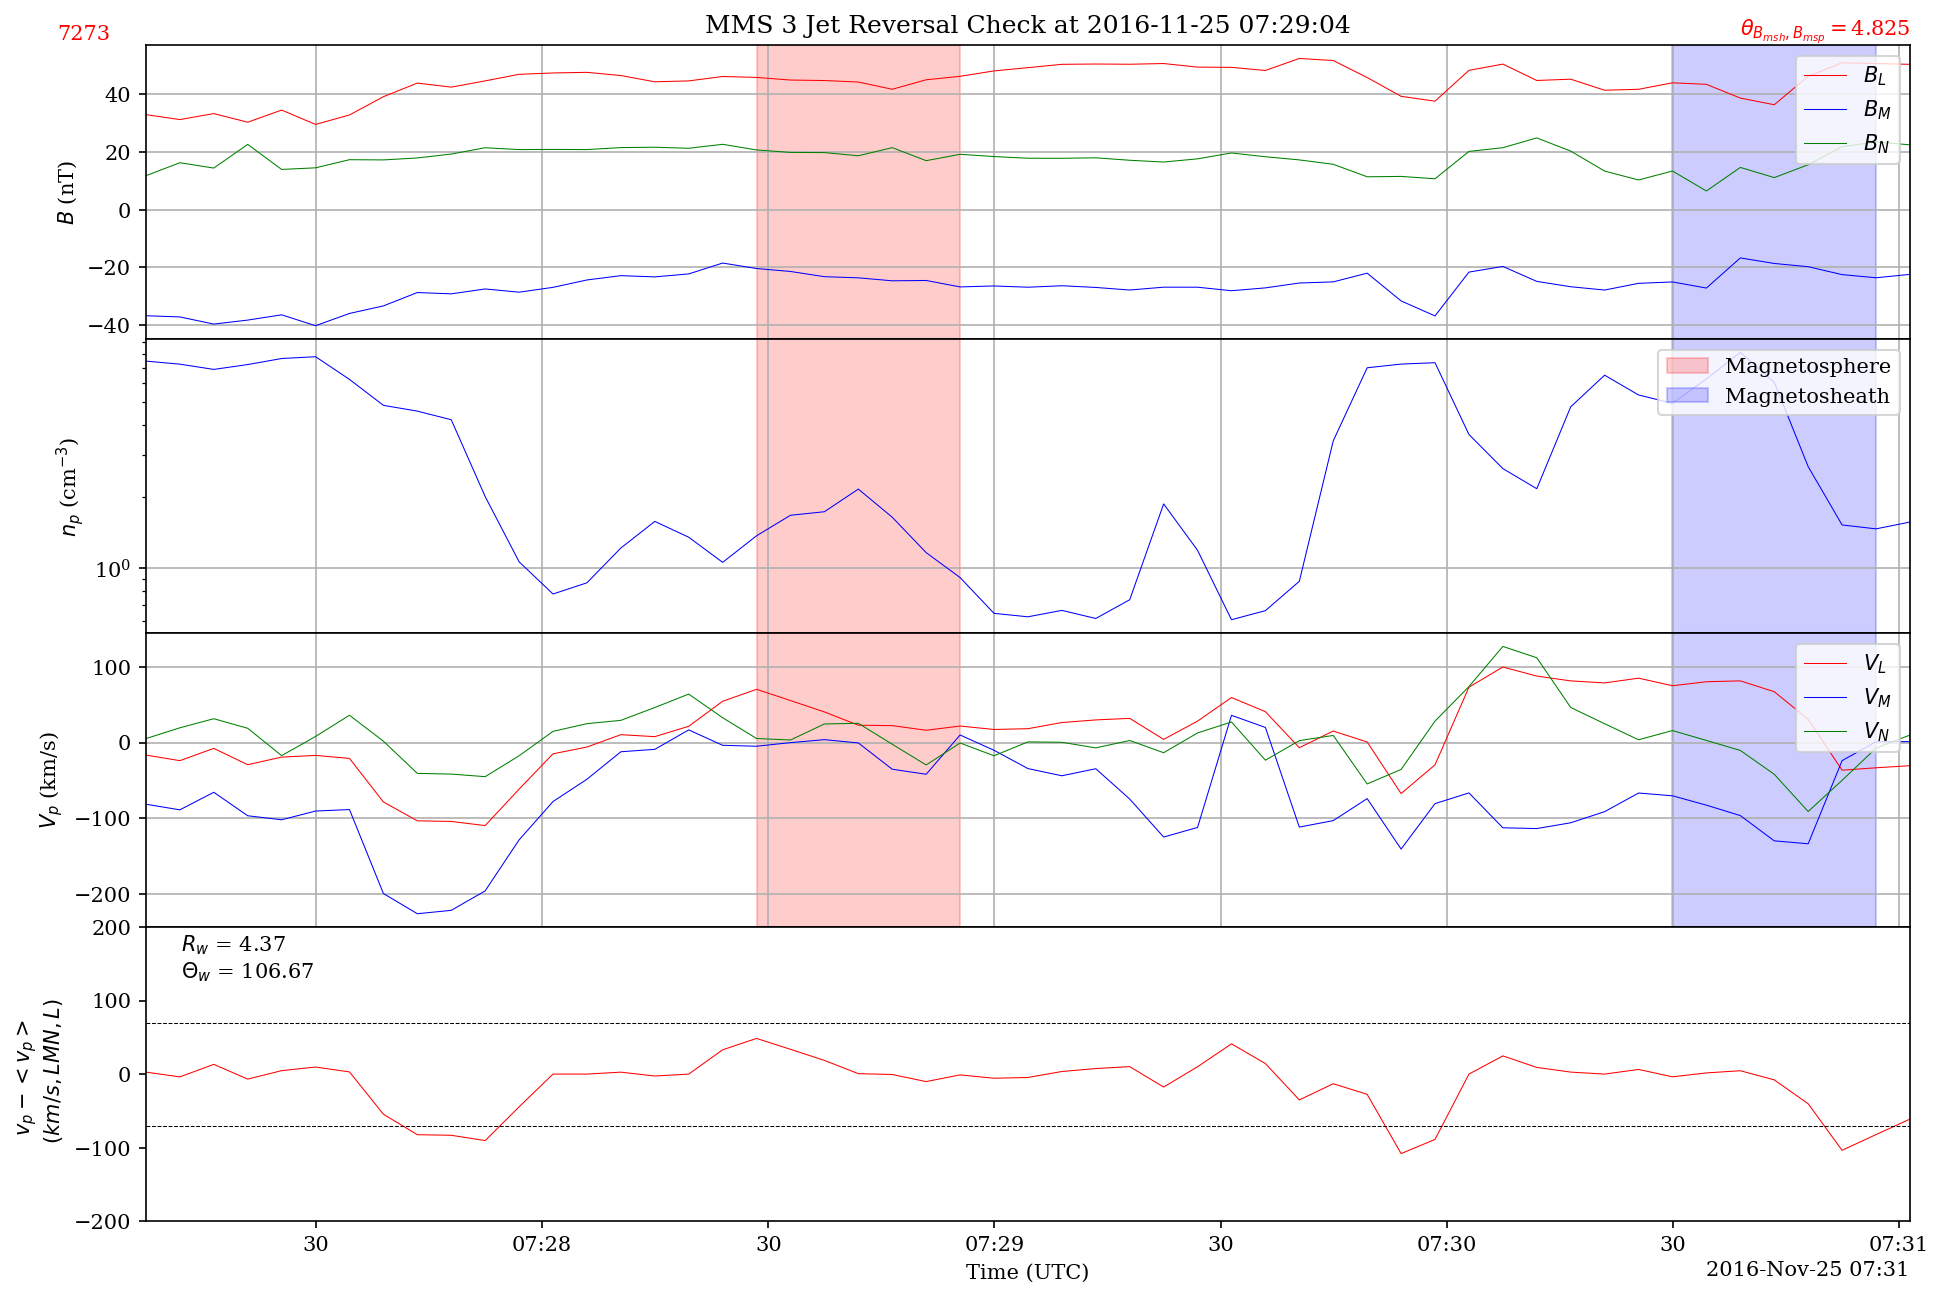 MMS 3 Jet Reversal Check at 2016-11-25 07:29:04
7273
θ_{B_{msh}, B_{msp}} = 4.825
B (nT)
40
20
0
−20
−40
B_L
B_M
B_N
n_p (cm^{−3})
10^0
Magnetosphere
Magnetosheath
V_p (km/s)
100
0
−100
−200
V_L
V_M
V_N
v_p − < v_p >
(km/s, LMN, L)
200
100
0
−100
−200
R_w = 4.37
Θ_w = 106.67
30
07:28
30
07:29
30
07:30
30
07:31
Time (UTC)
2016-Nov-25 07:31